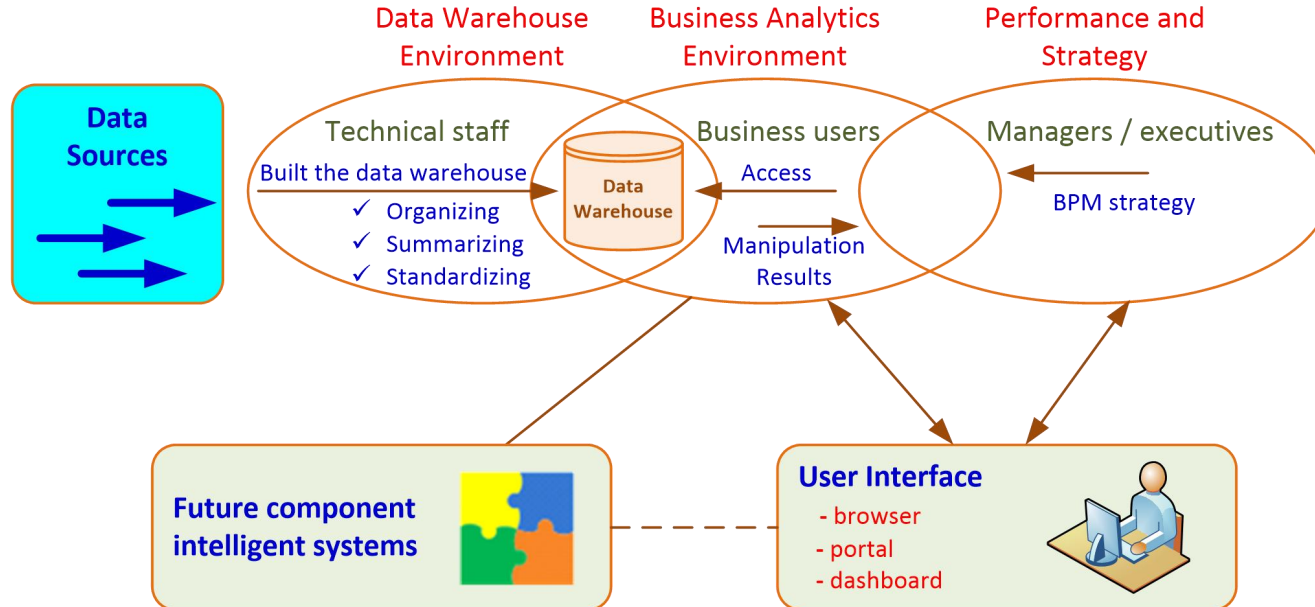 Data Warehouse
Environment
Business Analytics
Environment
Performance and
Strategy
Data
Sources
Technical staff
Built the data warehouse
✓ Organizing
✓ Summarizing
✓ Standardizing
Data
Warehouse
Business users
Access
Manipulation
Results
Managers / executives
BPM strategy
Future component
intelligent systems
User Interface
- browser
- portal
- dashboard